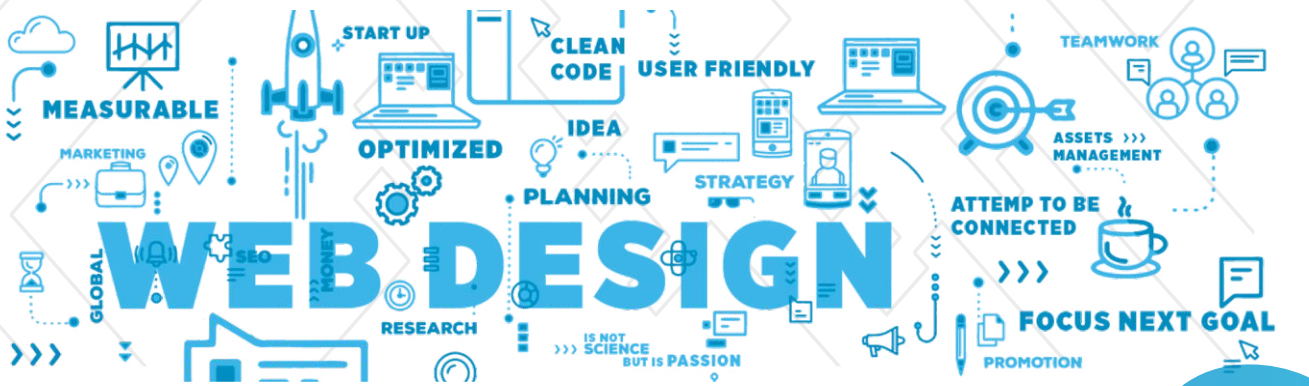 START UP
CLEAN
CODE
USER FRIENDLY
TEAMWORK
MEASURABLE
IDEA
OPTIMIZED
ASSETS
MANAGEMENT
MARKETING
STRATEGY
PLANNING
ATTEMP TO BE
CONNECTED
WEB DESIGN
GLOBAL
SEO
MONEY
RESEARCH
FOCUS NEXT GOAL
IS NOT
SCIENCE
BUT IS PASSION
PROMOTION